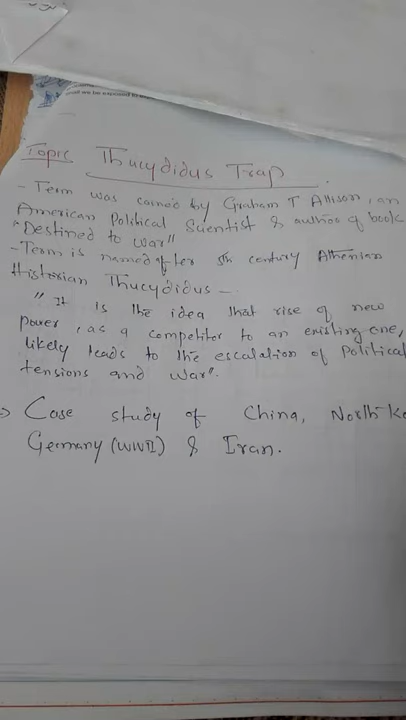 Topic Thucydidus Trap
- Term was coined by Graham T Allison, an
American Political Scientist & author of book
"Destined to War"
- Term is named after 5th century Athenian
Historian Thucydidus -
" It is the idea that rise of new
power, as a competitor to an existing one,
likely leads to the escalation of Political
tensions and war".
Case study of China, North Ko
Germany (WWII) & Iran.